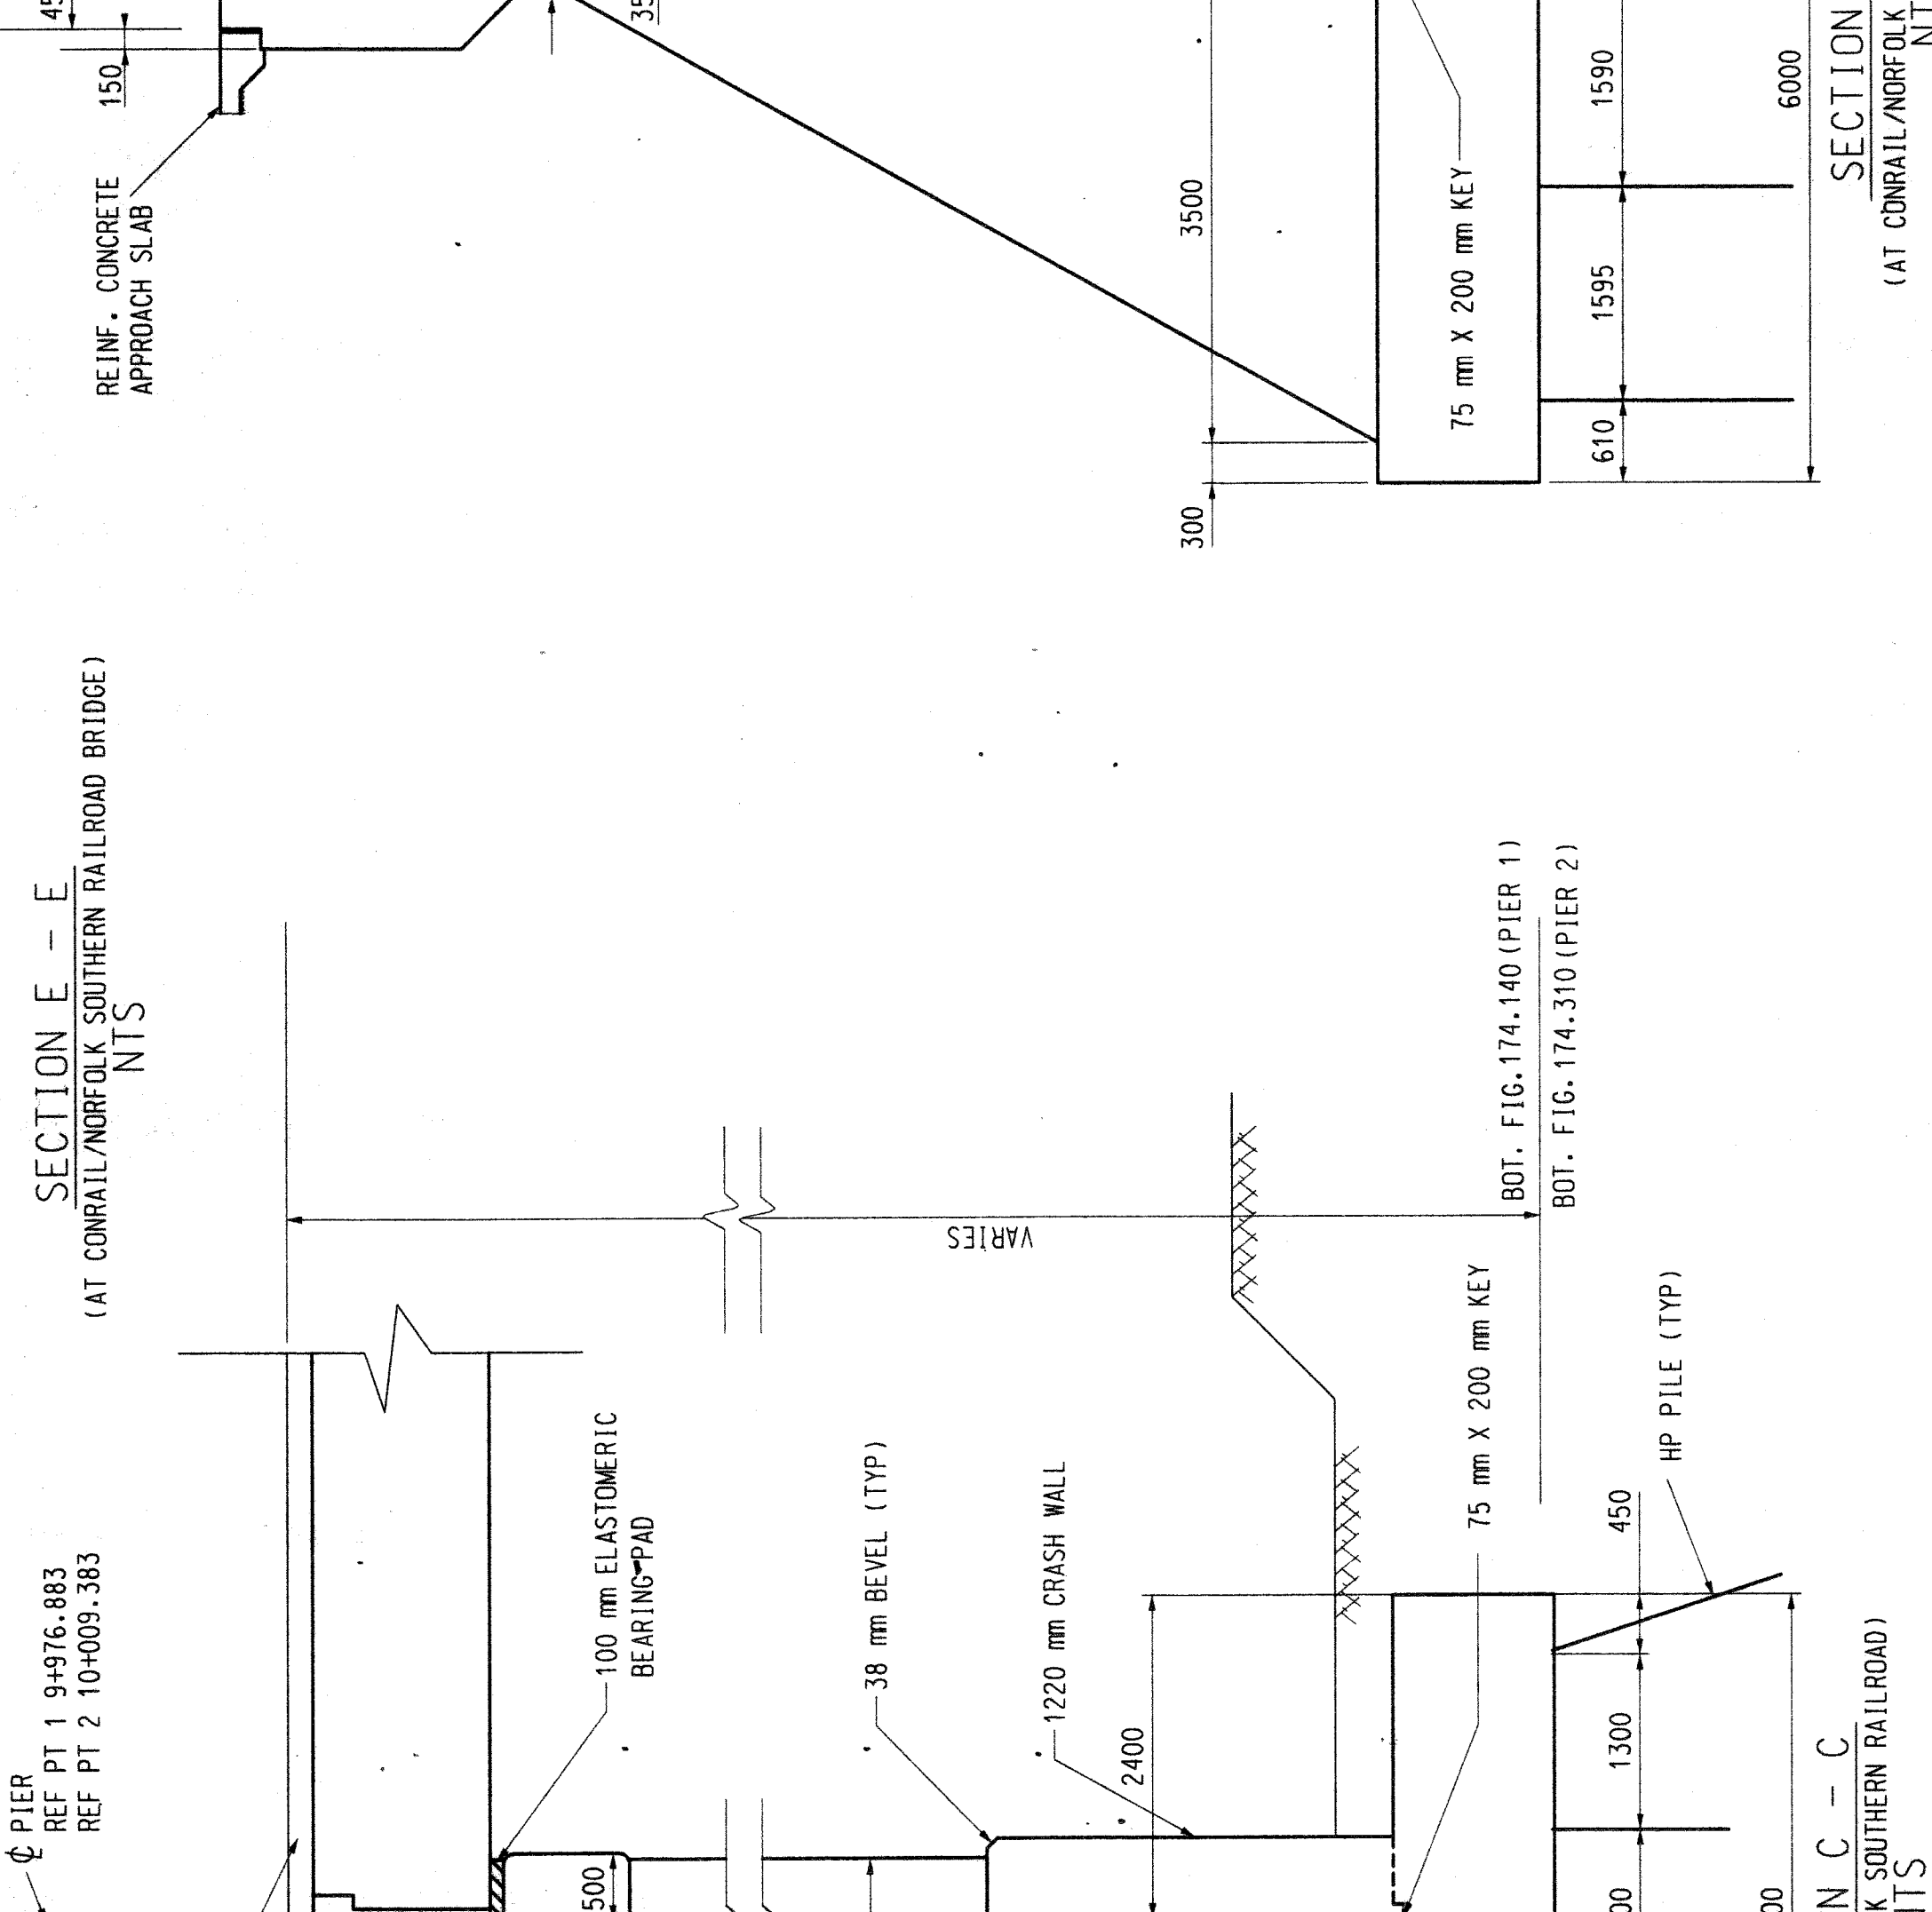 SECTION E - E
(AT CONRAIL/NORFOLK SOUTHERN RAILROAD BRIDGE)
NTS
REINF. CONCRETE
APPROACH SLAB
150
3500
300
75 mm X 200 mm KEY
1590
1595
610
6000
SECTION
(AT CONRAIL/NORFOLK
PIER
REF PT 1 9+976.883
REF PT 2 10+009.383
100 mm ELASTOMERIC
BEARING PAD
500
38 mm BEVEL (TYP)
1220 mm CRASH WALL
2400
VARIES
BOT. FIG.174.140 (PIER 1)
BOT. FIG.174.310 (PIER 2)
75 mm X 200 mm KEY
HP PILE (TYP)
450
1300
N C - C
K SOUTHERN RAILROAD)